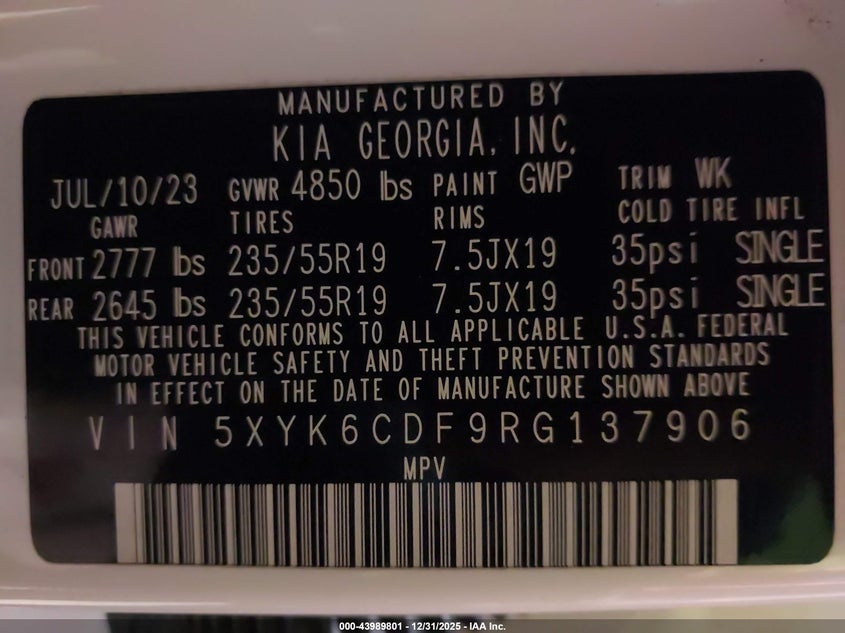 MANUFACTURED BY
KIA GEORGIA, INC.
JUL/10/23 GVWR 4850 lbs PAINT GWP TRIM WK
GAWR TIRES RIMS COLD TIRE INFL
FRONT 2777 lbs 235/55R19 7.5JX19 35psi SINGLE
REAR 2645 lbs 235/55R19 7.5JX19 35psi SINGLE
THIS VEHICLE CONFORMS TO ALL APPLICABLE U.S.A. FEDERAL
MOTOR VEHICLE SAFETY AND THEFT PREVENTION STANDARDS
IN EFFECT ON THE DATE OF MANUFACTURE SHOWN ABOVE
VIN 5XYK6CDF9RG137906
MPV
000-43989801 - 12/31/2025 - IAA Inc.